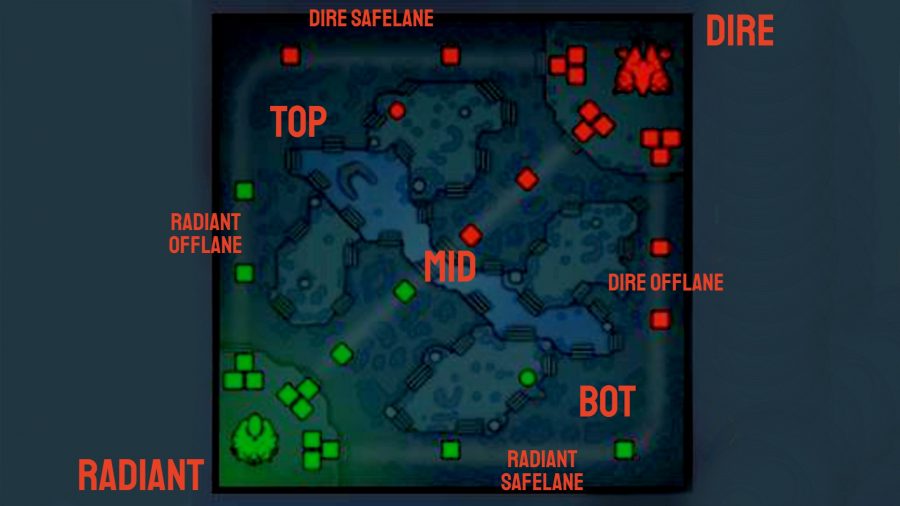 DIRE SAFELANE
DIRE
TOP
RADIANT
OFFLANE
MID
DIRE OFFLANE
BOT
RADIANT
SAFELANE
RADIANT